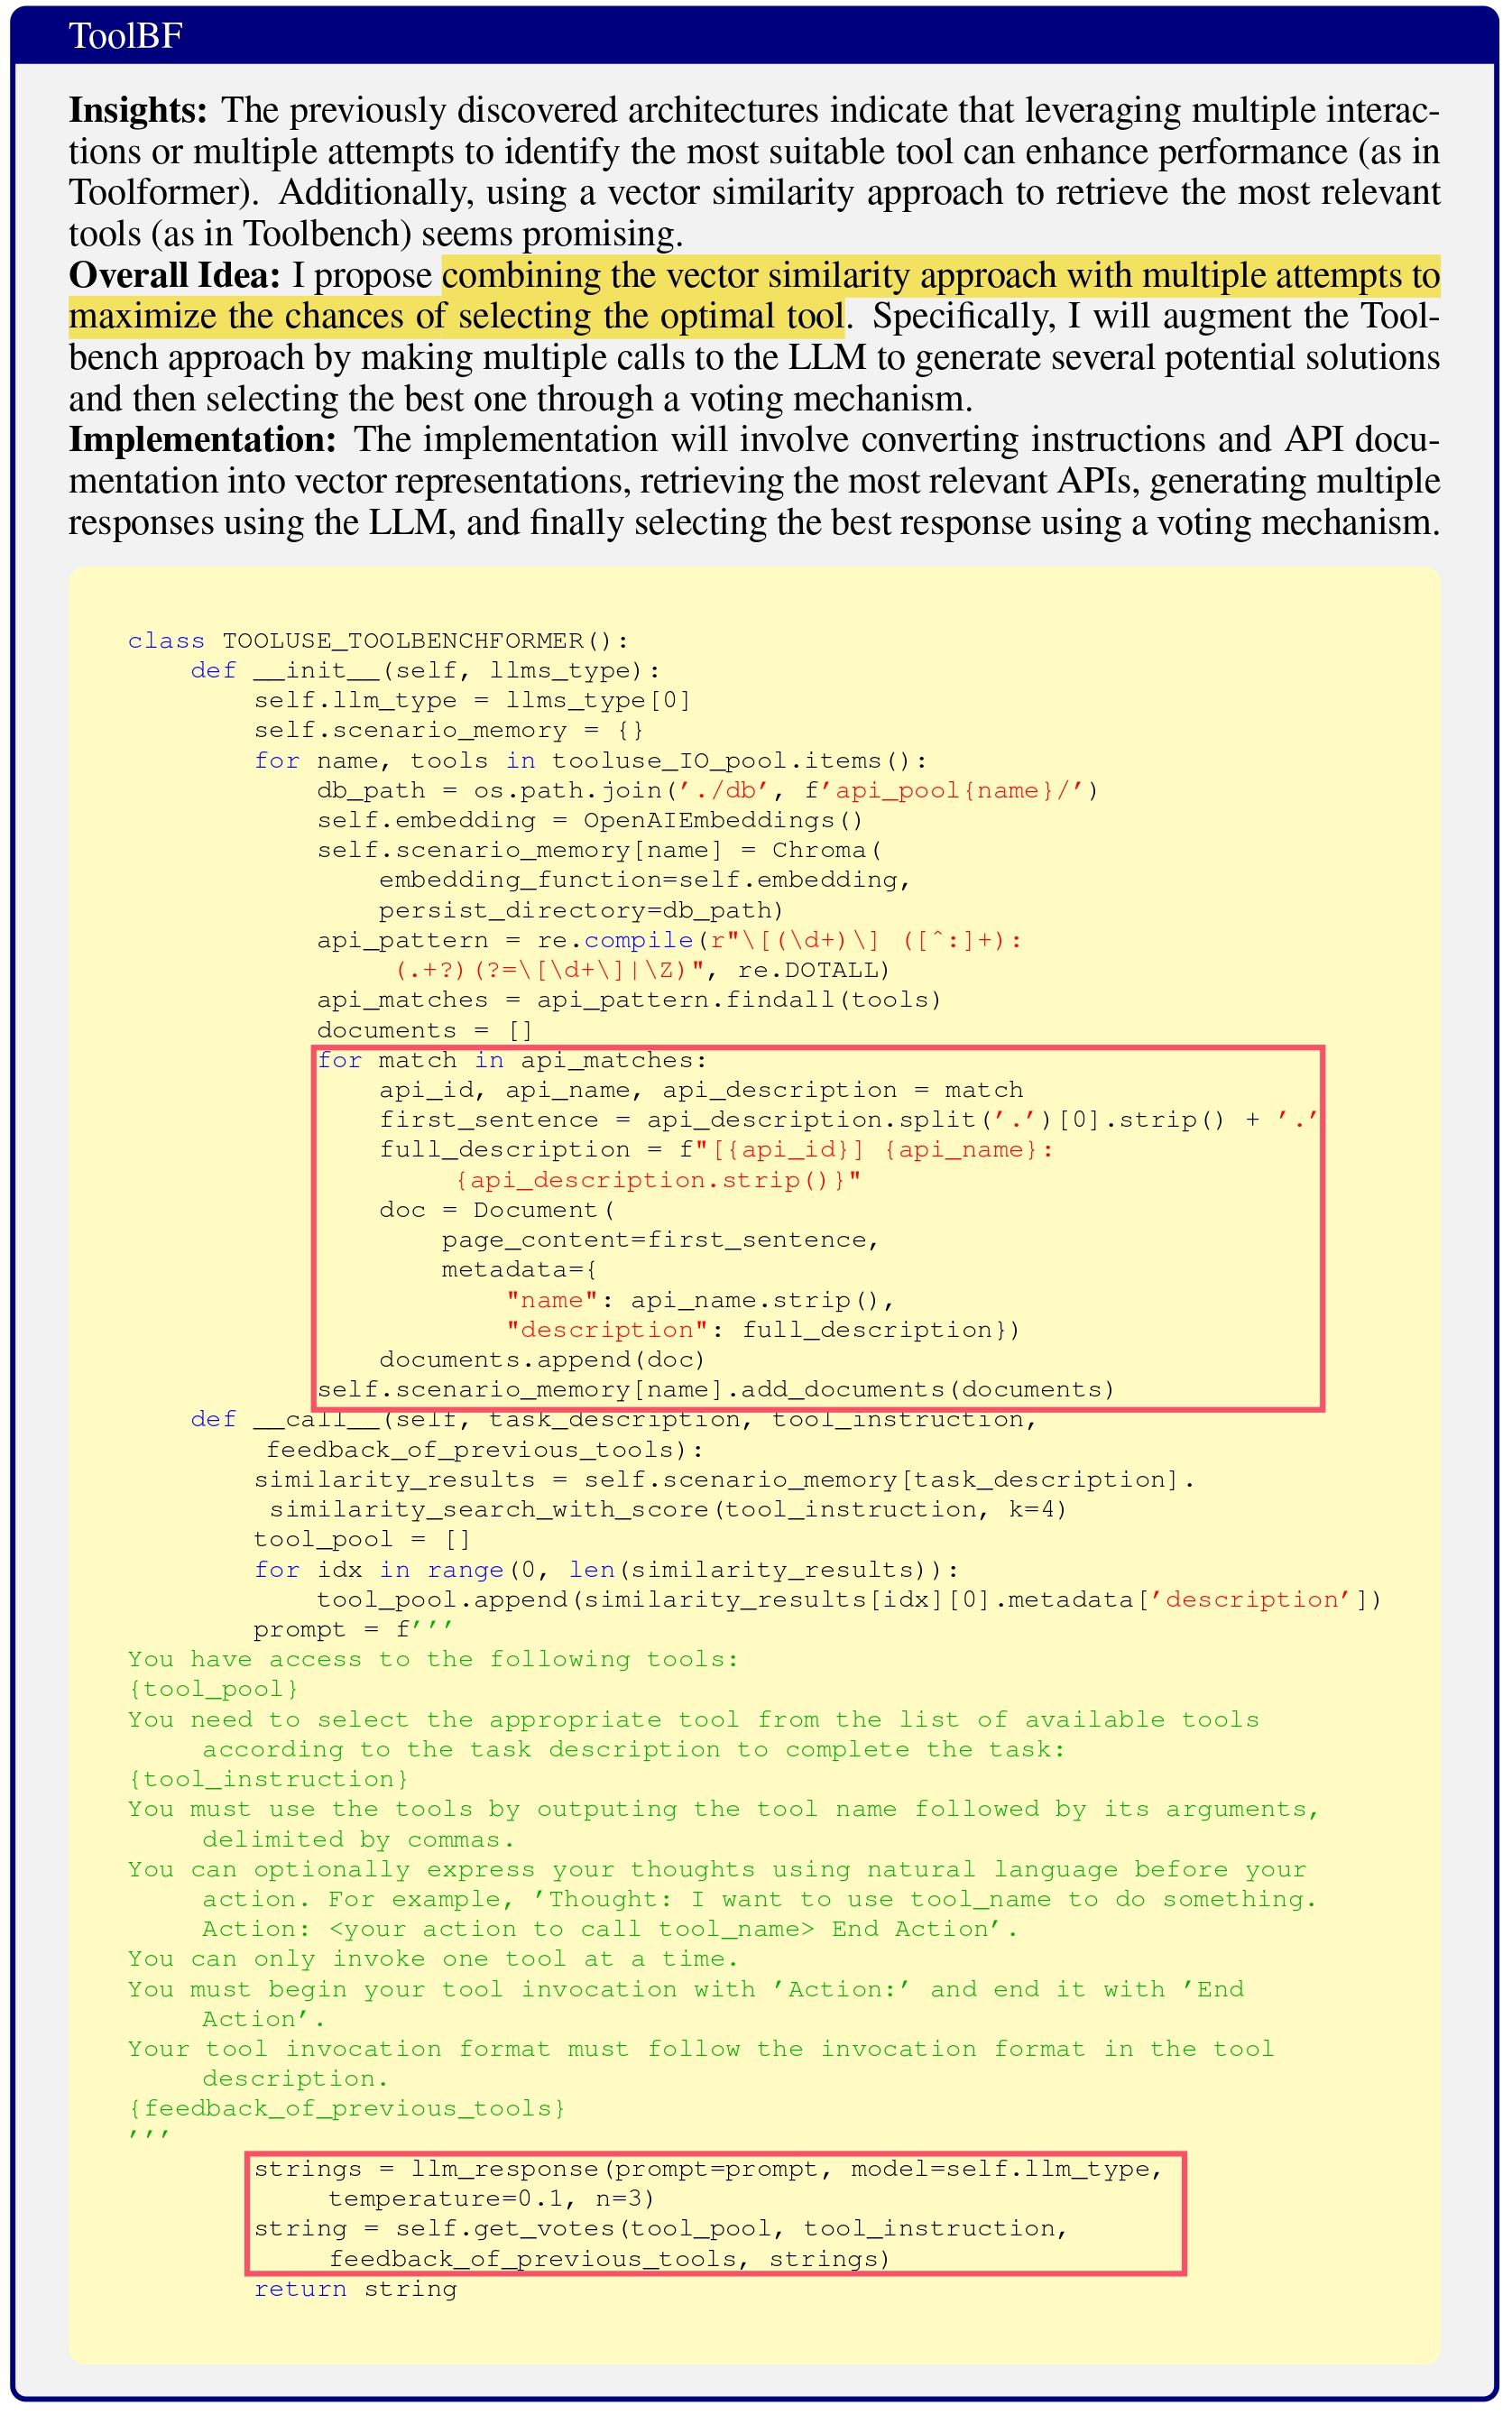 ToolBF
Insights: The previously discovered architectures indicate that leveraging multiple interac-
tions or multiple attempts to identify the most suitable tool can enhance performance (as in
Toolformer). Additionally, using a vector similarity approach to retrieve the most relevant
tools (as in Toolbench) seems promising.
Overall Idea: I propose combining the vector similarity approach with multiple attempts to
maximize the chances of selecting the optimal tool. Specifically, I will augment the Tool-
bench approach by making multiple calls to the LLM to generate several potential solutions
and then selecting the best one through a voting mechanism.
Implementation: The implementation will involve converting instructions and API docu-
mentation into vector representations, retrieving the most relevant APIs, generating multiple
responses using the LLM, and finally selecting the best response using a voting mechanism.
class TOOLUSE_TOOLBENCHFORMER():
    def __init__(self, llms_type):
        self.llm_type = llms_type[0]
        self.scenario_memory = {}
        for name, tools in tooluse_IO_pool.items():
            db_path = os.path.join('./db', f'api_pool{name}/')
            self.embedding = OpenAIEmbeddings()
            self.scenario_memory[name] = Chroma(
                embedding_function=self.embedding,
                persist_directory=db_path)
            api_pattern = re.compile(r"\[(\d+)\] ([^:]+):
                 (.+?)(?=\[\d+\]|\Z)", re.DOTALL)
            api_matches = api_pattern.findall(tools)
            documents = []
            for match in api_matches:
                api_id, api_name, api_description = match
                first_sentence = api_description.split('.')[0].strip() + '.'
                full_description = f"[{api_id}] {api_name}:
                     {api_description.strip()}"
                doc = Document(
                    page_content=first_sentence,
                    metadata={
                        "name": api_name.strip(),
                        "description": full_description})
                documents.append(doc)
            self.scenario_memory[name].add_documents(documents)
    def __call__(self, task_description, tool_instruction,
         feedback_of_previous_tools):
        similarity_results = self.scenario_memory[task_description].
         similarity_search_with_score(tool_instruction, k=4)
        tool_pool = []
        for idx in range(0, len(similarity_results)):
            tool_pool.append(similarity_results[idx][0].metadata['description'])
        prompt = f'''
You have access to the following tools:
{tool_pool}
You need to select the appropriate tool from the list of available tools
     according to the task description to complete the task:
{tool_instruction}
You must use the tools by outputing the tool name followed by its arguments,
     delimited by commas.
You can optionally express your thoughts using natural language before your
     action. For example, 'Thought: I want to use tool_name to do something.
     Action: <your action to call tool_name> End Action'.
You can only invoke one tool at a time.
You must begin your tool invocation with 'Action:' and end it with 'End
     Action'.
Your tool invocation format must follow the invocation format in the tool
     description.
{feedback_of_previous_tools}
'''
        strings = llm_response(prompt=prompt, model=self.llm_type,
             temperature=0.1, n=3)
        string = self.get_votes(tool_pool, tool_instruction,
             feedback_of_previous_tools, strings)
        return string